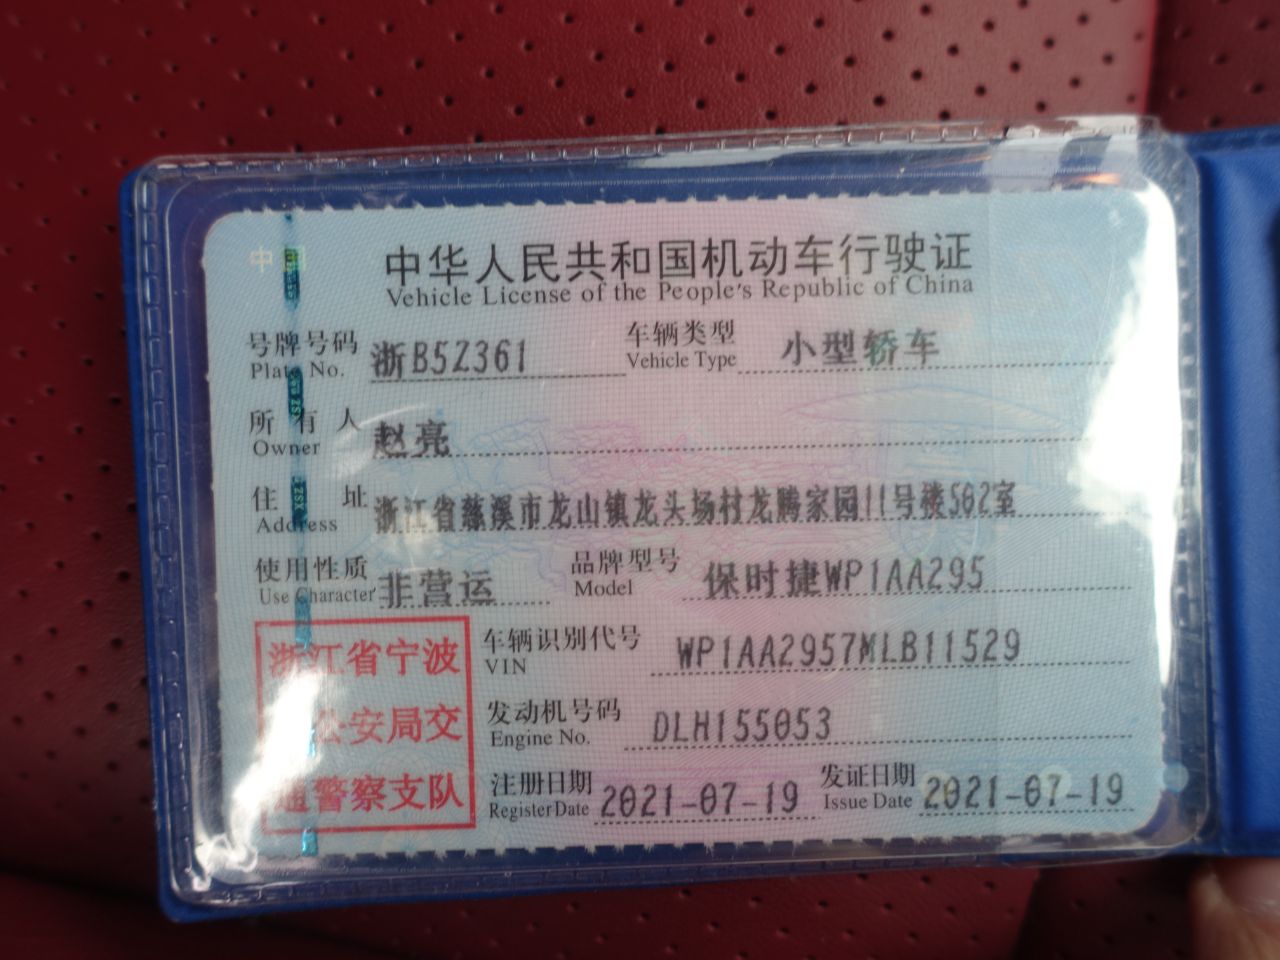 中国
中华人民共和国机动车行驶证
Vehicle License of the People's Republic of China
号牌号码 浙B5Z361 车辆类型 小型轿车
Plate No. Vehicle Type
所有人 赵亮
Owner
住址 浙江省慈溪市龙山镇龙头场村龙腾家园11号楼502室
Address
使用性质 非营运 品牌型号 保时捷WP1AA295
Use Character Model
浙江省宁波
公安局交
通警察支队
车辆识别代号 WP1AA2957MLB11529
VIN
发动机号码 DLH155053
Engine No.
注册日期 2021-07-19 发证日期 2021-07-19
Register Date Issue Date